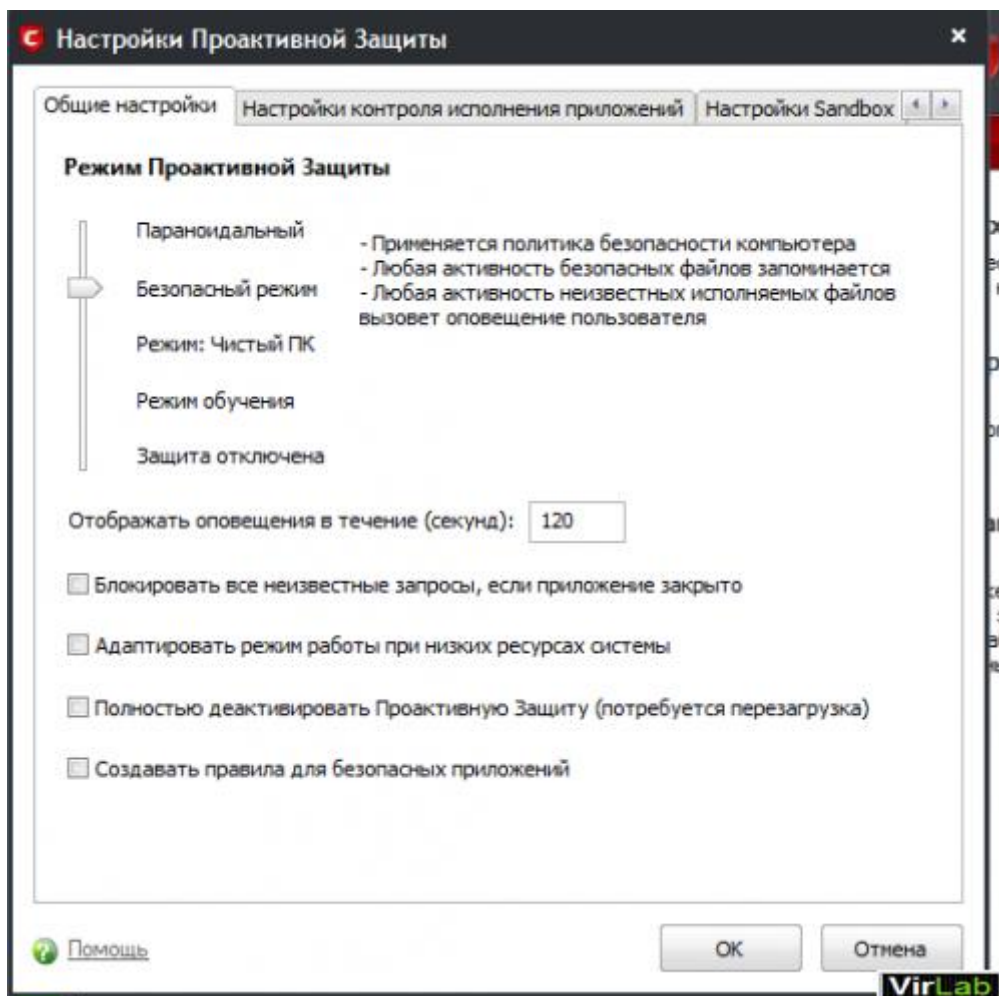 Настройки Проактивной Защиты
Общие настройки
Настройки контроля исполнения приложений
Настройки Sandbox
Режим Проактивной Защиты
Параноидальный
Безопасный режим
Режим: Чистый ПК
Режим обучения
Защита отключена
- Применяется политика безопасности компьютера
- Любая активность безопасных файлов запоминается
- Любая активность неизвестных исполняемых файлов
вызовет оповещение пользователя
Отображать оповещения в течение (секунд): 120
Блокировать все неизвестные запросы, если приложение закрыто
Адаптировать режим работы при низких ресурсах системы
Полностью деактивировать Проактивную Защиту (потребуется перезагрузка)
Создавать правила для безопасных приложений
Помощь
OK
Отмена
VirLab